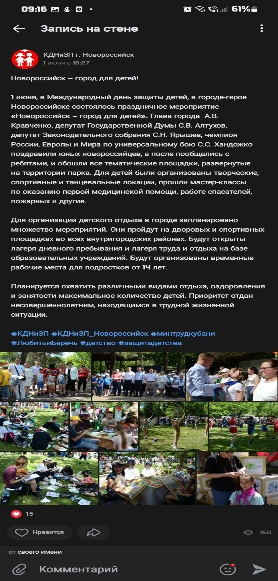 09:16
61%
Запись на стене
КДНиЗП г. Новороссийск
1 июня в 15:27
Новороссийск – город для детей!
1 июня, в Международный день защиты детей, в городе-герое
Новороссийске состоялось праздничное мероприятие
«Новороссийск – город для детей». Глава города А.В.
Кравченко, депутат Государственной Думы С.В. Алтухов,
депутат Законодательного собрания С.Н. Ярышев, чемпион
России, Европы и Мира по универсальному бою С.С. Хандожко
поздравили юных новороссийцев, а после пообщались с
ребятами, и обошли все тематические площадки, развернутые
на территории парка. Для детей были организованы творческие,
спортивные и танцевальные локации, прошли мастер-классы
по оказанию первой медицинской помощи, работе спасателей,
пожарных и другие.
Для организации детского отдыха в городе запланировано
множество мероприятий. Они пройдут на дворовых и спортивных
площадках во всех внутригородских районах. Будут открыты
лагеря дневного пребывания и лагеря труда и отдыха на базе
образовательных учреждений. Будут организованы временные
рабочие места для подростков от 14 лет.
Планируется охватить различными видами отдыха, оздоровления
и занятости максимальное количество детей. Приоритет отдан
несовершеннолетним, находящимся в трудной жизненной
ситуации.
#КДНиЗП #КДНиЗП_Новороссийск #минтрудкубани
#ЛюбитьиБеречь #детство #защитадетства
15
Нравится
от своего имени
Комментарий